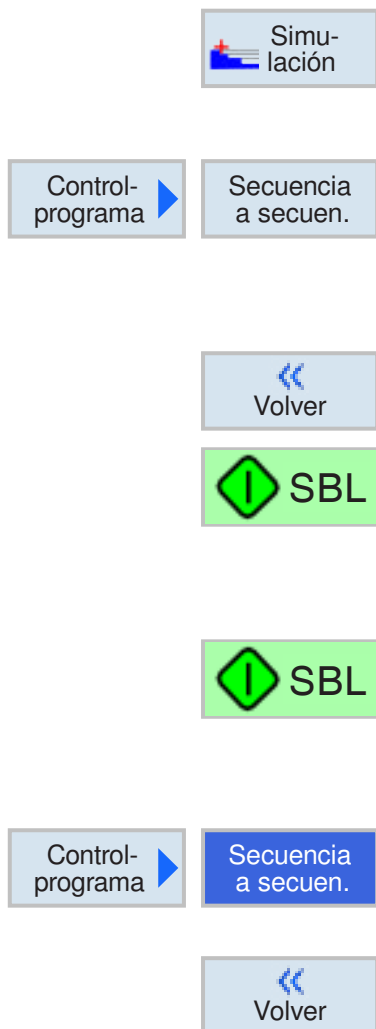 Simu-
lación
Control-
programa
Secuencia
a secuen.
Volver
SBL
SBL
Control-
programa
Secuencia
a secuen.
Volver